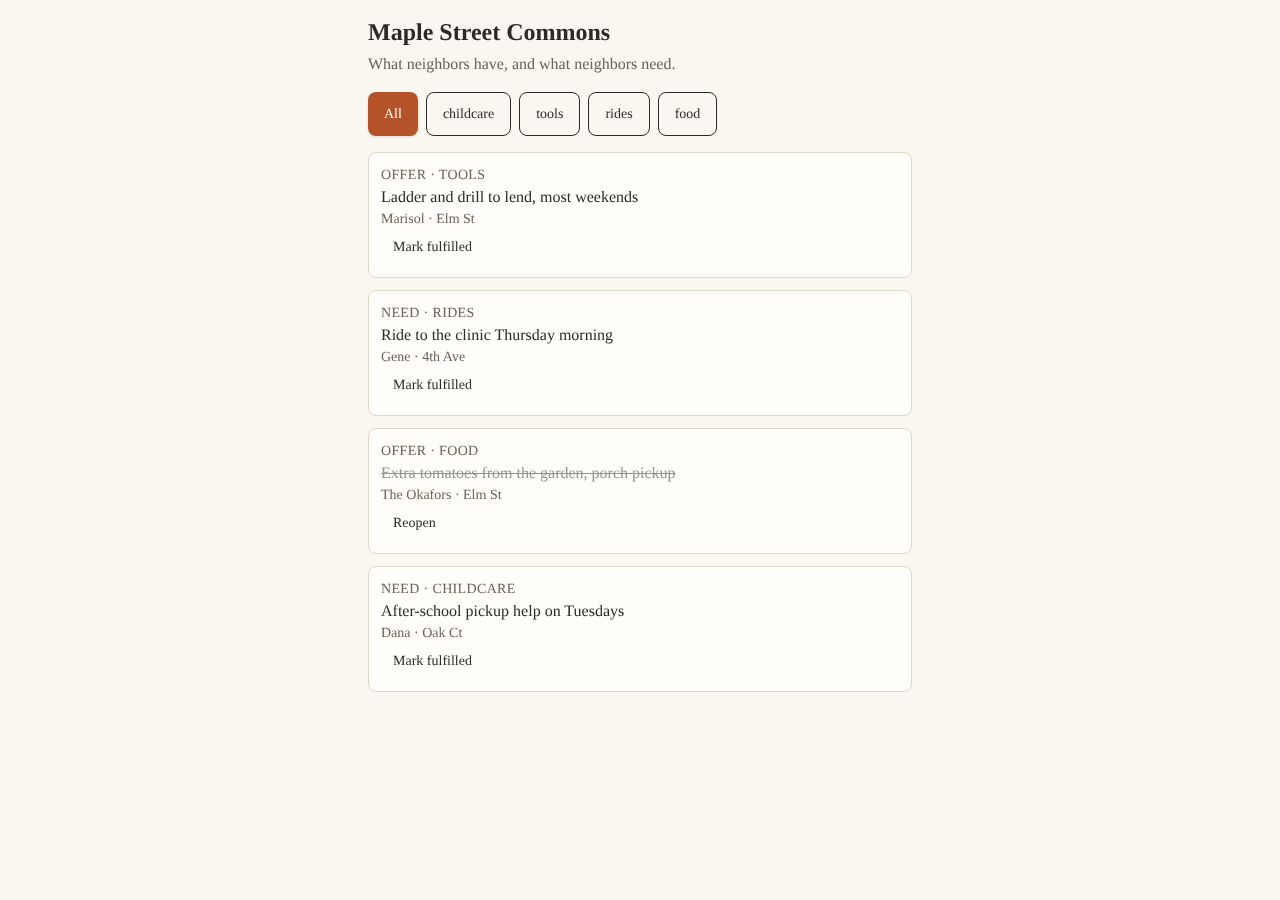 Maple Street Commons
What neighbors have, and what neighbors need.
All childcare tools rides food
OFFER · TOOLS
Ladder and drill to lend, most weekends
Marisol · Elm St
Mark fulfilled
NEED · RIDES
Ride to the clinic Thursday morning
Gene · 4th Ave
Mark fulfilled
OFFER · FOOD
Extra tomatoes from the garden, porch pickup
The Okafors · Elm St
Reopen
NEED · CHILDCARE
After-school pickup help on Tuesdays
Dana · Oak Ct
Mark fulfilled